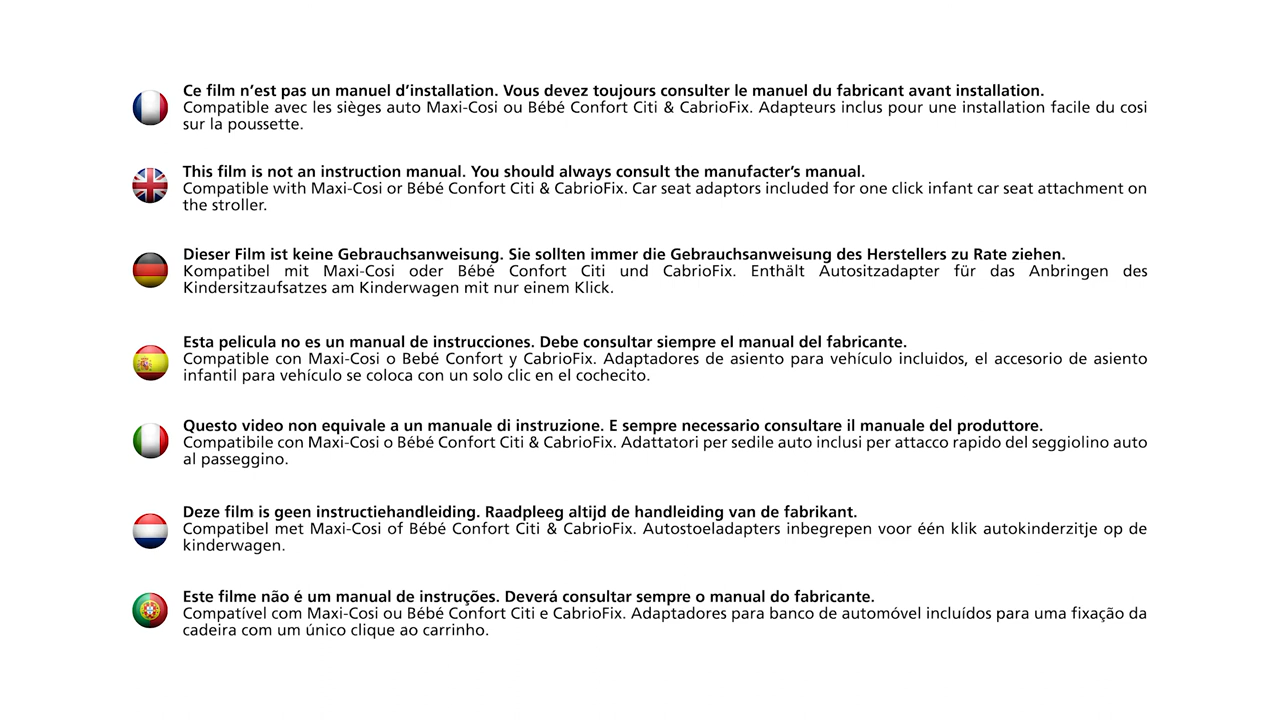 Ce film n’est pas un manuel d’installation. Vous devez toujours consulter le manuel du fabricant avant installation.
Compatible avec les sièges auto Maxi-Cosi ou Bébé Confort Citi & CabrioFix. Adapteurs inclus pour une installation facile du cosi
sur la poussette.
This film is not an instruction manual. You should always consult the manufacter’s manual.
Compatible with Maxi-Cosi or Bébé Confort Citi & CabrioFix. Car seat adaptors included for one click infant car seat attachment on
the stroller.
Dieser Film ist keine Gebrauchsanweisung. Sie sollten immer die Gebrauchsanweisung des Herstellers zu Rate ziehen.
Kompatibel mit Maxi-Cosi oder Bébé Confort Citi und CabrioFix. Enthält Autositzadapter für das Anbringen des
Kindersitzaufsatzes am Kinderwagen mit nur einem Klick.
Esta pelicula no es un manual de instrucciones. Debe consultar siempre el manual del fabricante.
Compatible con Maxi-Cosi o Bebé Confort y CabrioFix. Adaptadores de asiento para vehículo incluidos, el accesorio de asiento
infantil para vehículo se coloca con un solo clic en el cochecito.
Questo video non equivale a un manuale di instruzione. E sempre necessario consultare il manuale del produttore.
Compatibile con Maxi-Cosi o Bébé Confort Citi & CabrioFix. Adattatori per sedile auto inclusi per attacco rapido del seggiolino auto
al passeggino.
Deze film is geen instructiehandleiding. Raadpleeg altijd de handleiding van de fabrikant.
Compatibel met Maxi-Cosi of Bébé Confort Citi & CabrioFix. Autostoeladapters inbegrepen voor één klik autokinderzitje op de
kinderwagen.
Este filme não é um manual de instruções. Deverá consultar sempre o manual do fabricante.
Compatível com Maxi-Cosi ou Bébé Confort Citi e CabrioFix. Adaptadores para banco de automóvel incluídos para uma fixação da
cadeira com um único clique ao carrinho.